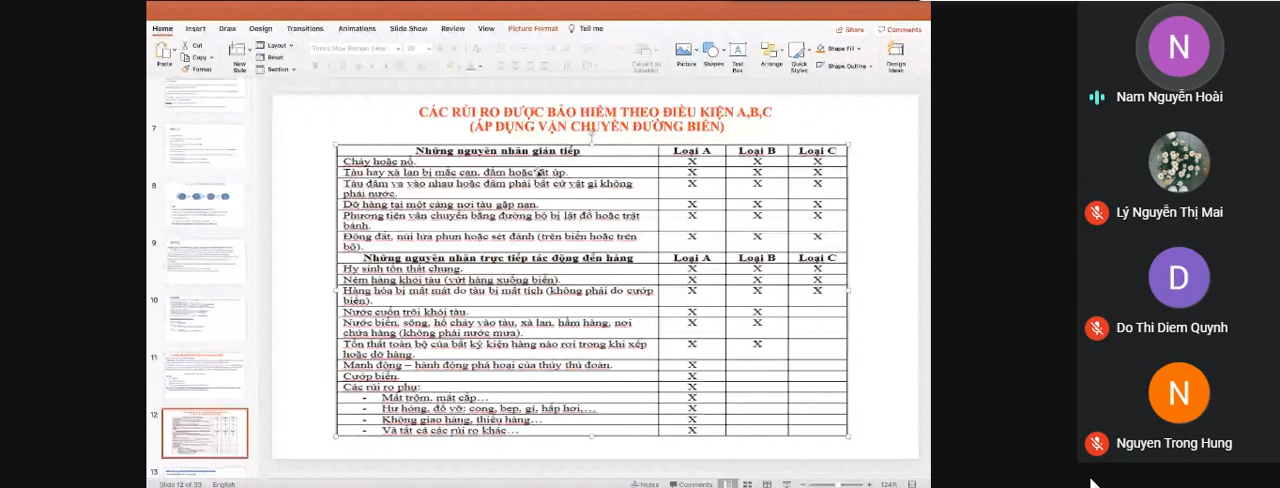 Home Insert Draw Design Transitions Animations Slide Show Review View Picture Format Tell me
Share Comments
Cut
Copy
Format
Paste
New Slide
Layout
Reset
Section
Times New Roman (Hea... 20
Convert to SmartArt
Picture
Shapes
Text Box
Arrange
Quick Styles
Shape Fill
Shape Outline
Design Ideas
7
8
9
10
11
12
13
CÁC RỦI RO ĐƯỢC BẢO HIỂM THEO ĐIỀU KIỆN A,B,C
(ÁP DỤNG VẬN CHUYỂN ĐƯỜNG BIỂN)
Những nguyên nhân gián tiếp Loại A Loại B Loại C
Cháy hoặc nổ. X X X
Tàu hay xà lan bị mắc cạn, đắm hoặc lật úp. X X X
Tàu đâm va vào nhau hoặc đâm phải bất cứ vật gì không X X X
phải nước.
Dỡ hàng tại một cảng nơi tàu gặp nạn. X X X
Phương tiện vận chuyển bằng đường bộ bị lật đổ hoặc trật X X X
bánh.
Động đất, núi lửa phun hoặc sét đánh (trên biển hoặc trên X X X
bộ).
Những nguyên nhân trực tiếp tác động đến hàng Loại A Loại B Loại C
Hy sinh tổn thất chung. X X X
Ném hàng khỏi tàu (vứt hàng xuống biển). X X X
Hàng hóa bị mất mát do tàu bị mất tích (không phải do cướp X X X
biển).
Nước cuốn trôi khỏi tàu. X X
Nước biển, sông, hồ chảy vào tàu, xà lan, hầm hàng, nơi X X
chứa hàng (không phải nước mưa).
Tổn thất toàn bộ của bất kỳ kiện hàng nào rơi trong khi xếp X X
hoặc dỡ hàng.
Manh động – hành động phá hoại của thủy thủ đoàn. X
Cướp biển. X
Các rủi ro phụ: X
- Mất trộm, mất cắp... X
- Hư hỏng, đổ vỡ; cong, bẹp, gỉ, hấp hơi,... X
- Không giao hàng, thiếu hàng... X
- Và tất cả các rủi ro khác... X
Slide 12 of 33 English
Notes Comments
124%
N
Nam Nguyễn Hoài
Lý Nguyễn Thị Mai
D
Do Thi Diem Quynh
N
Nguyen Trong Hung